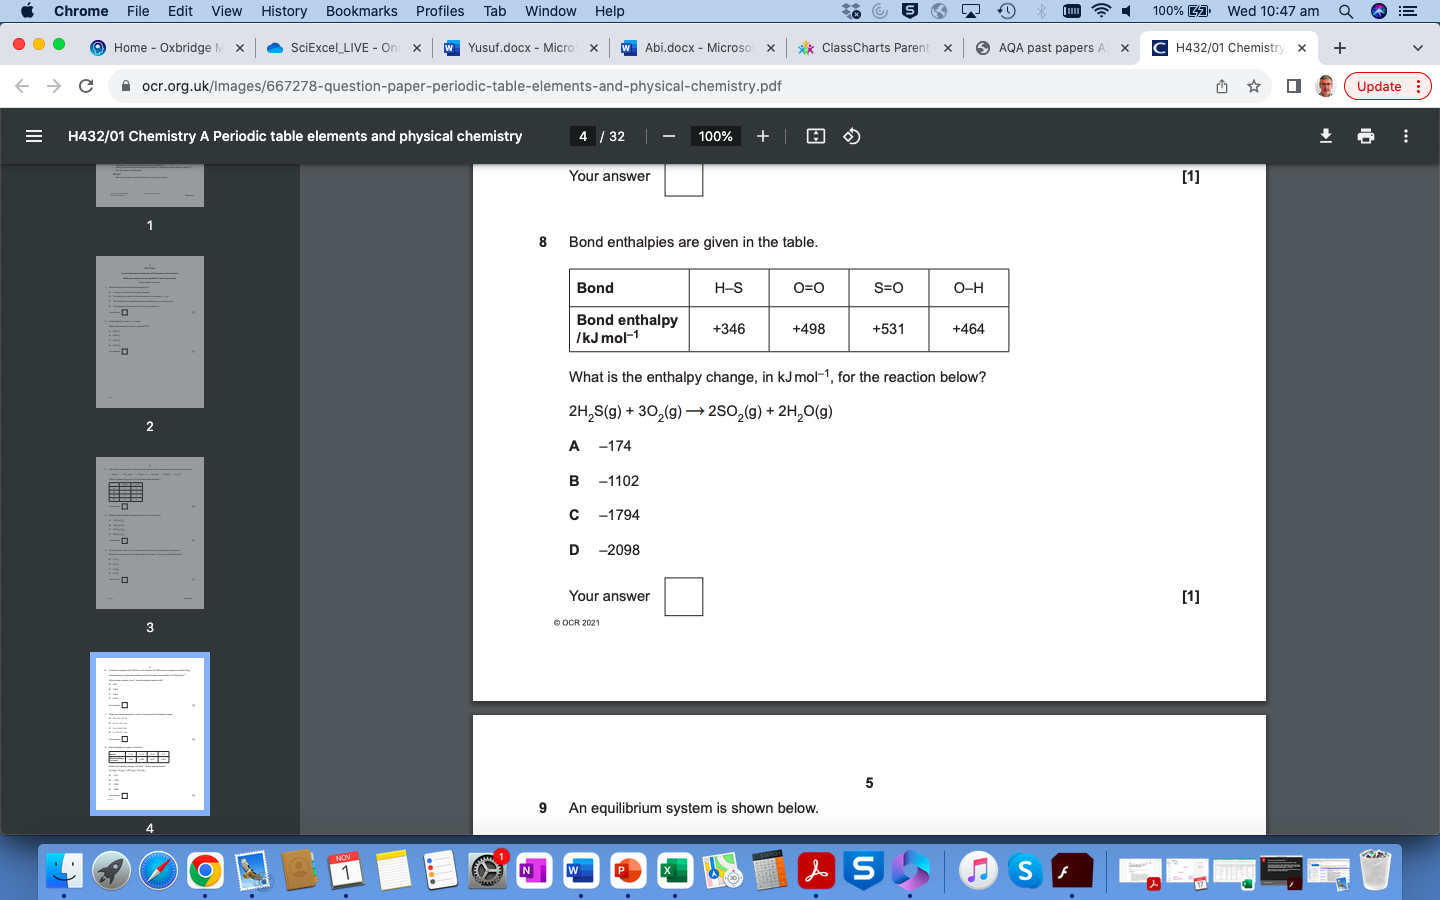 Chrome File Edit View History Bookmarks Profiles Tab Window Help 100% Wed 10:47 am
Home - Oxbridge M SciExcel_LIVE - On Yusuf.docx - Micro Abi.docx - Microso ClassCharts Parent AQA past papers A H432/01 Chemistry
ocr.org.uk/Images/667278-question-paper-periodic-table-elements-and-physical-chemistry.pdf Update
H432/01 Chemistry A Periodic table elements and physical chemistry 4 / 32 100%
1
2
3
4
Your answer [1]
8 Bond enthalpies are given in the table.
Bond H–S O=O S=O O–H
Bond enthalpy /kJ mol⁻¹ +346 +498 +531 +464
What is the enthalpy change, in kJ mol⁻¹, for the reaction below?
2H₂S(g) + 3O₂(g) ⟶ 2SO₂(g) + 2H₂O(g)
A –174
B –1102
C –1794
D –2098
Your answer [1]
© OCR 2021
5
9 An equilibrium system is shown below.
NOV
1
1